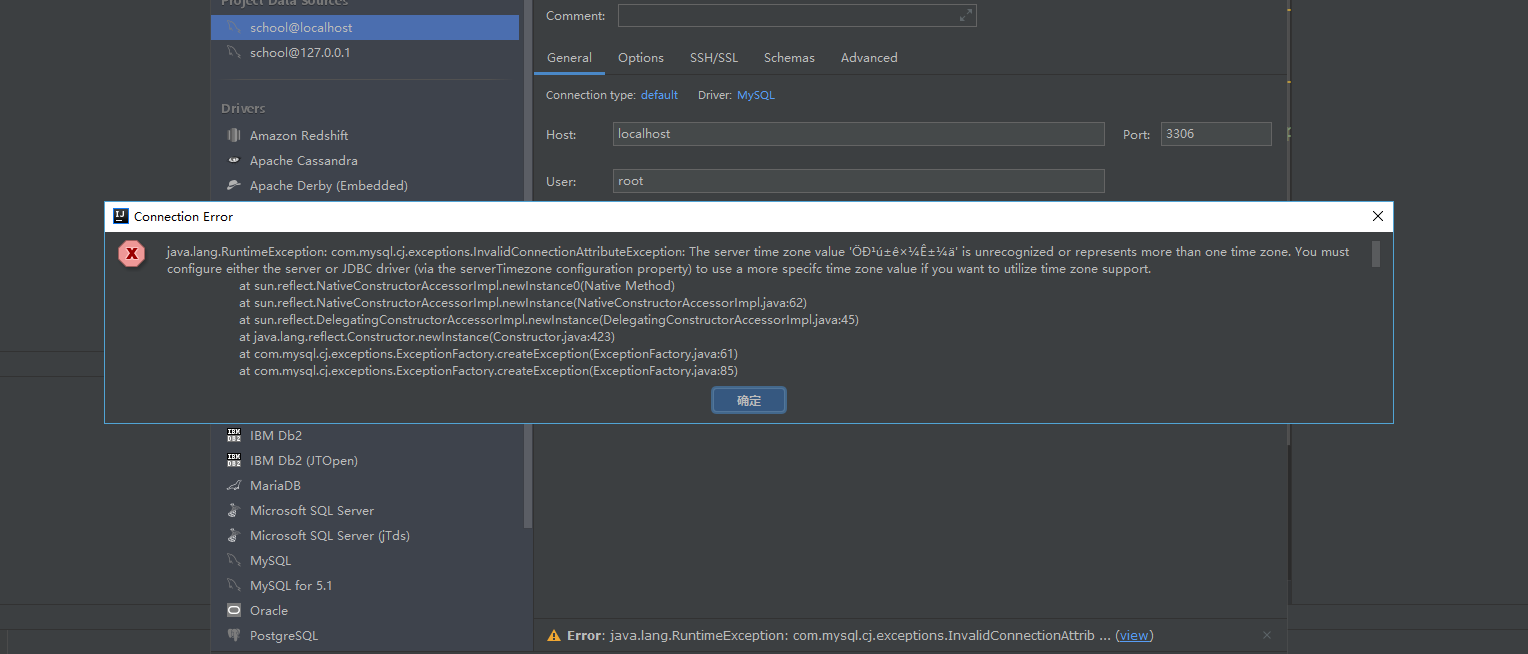 Project Data Sources
school@localhost
school@127.0.0.1
Drivers
Amazon Redshift
Apache Cassandra
Apache Derby (Embedded)
Comment:
General Options SSH/SSL Schemas Advanced
Connection type: default Driver: MySQL
Host: localhost Port: 3306
User: root
Connection Error
java.lang.RuntimeException: com.mysql.cj.exceptions.InvalidConnectionAttributeException: The server time zone value 'ÖÐ¹ú±ê×¼Ê±¼ä' is unrecognized or represents more than one time zone. You must
configure either the server or JDBC driver (via the serverTimezone configuration property) to use a more specifc time zone value if you want to utilize time zone support.
at sun.reflect.NativeConstructorAccessorImpl.newInstance0(Native Method)
at sun.reflect.NativeConstructorAccessorImpl.newInstance(NativeConstructorAccessorImpl.java:62)
at sun.reflect.DelegatingConstructorAccessorImpl.newInstance(DelegatingConstructorAccessorImpl.java:45)
at java.lang.reflect.Constructor.newInstance(Constructor.java:423)
at com.mysql.cj.exceptions.ExceptionFactory.createException(ExceptionFactory.java:61)
at com.mysql.cj.exceptions.ExceptionFactory.createException(ExceptionFactory.java:85)
确定
IBM Db2
IBM Db2 (JTOpen)
MariaDB
Microsoft SQL Server
Microsoft SQL Server (jTds)
MySQL
MySQL for 5.1
Oracle
PostgreSQL
Error: java.lang.RuntimeException: com.mysql.cj.exceptions.InvalidConnectionAttrib ... (view)